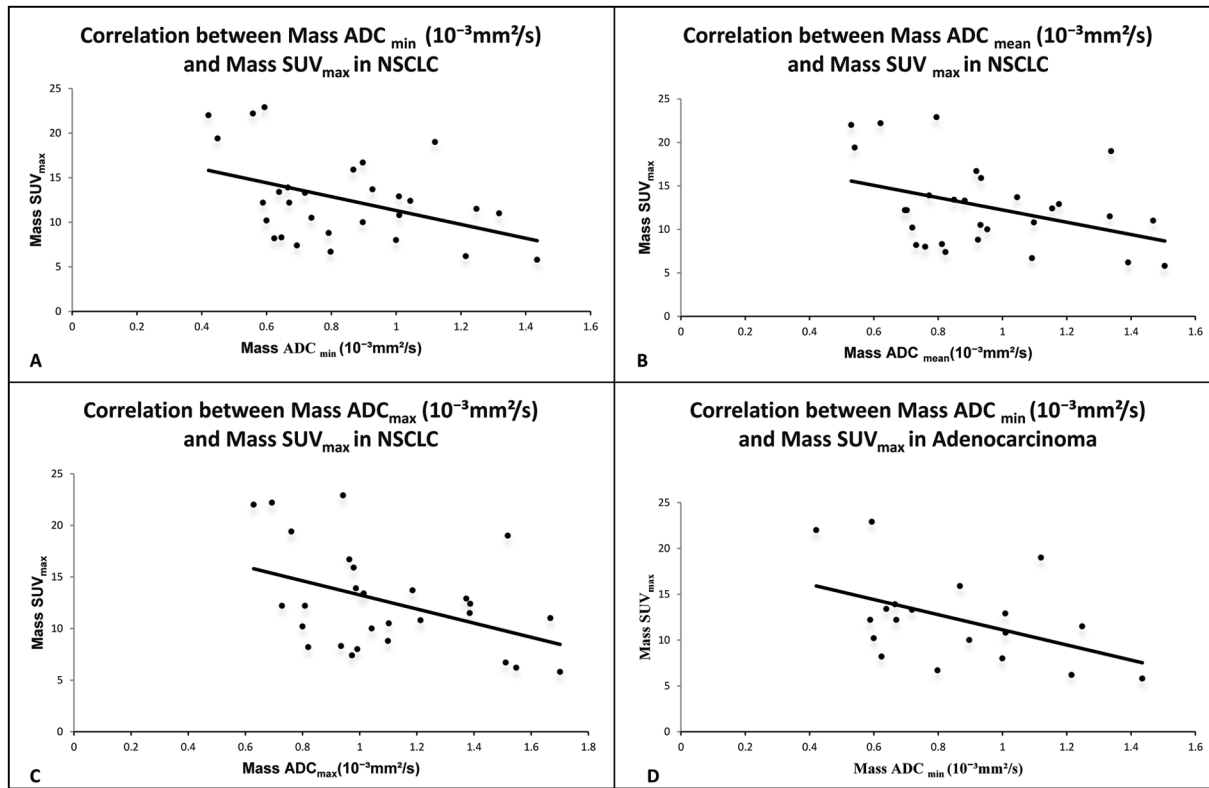 Correlation between Mass ADC min (10⁻³mm²/s)
and Mass SUVmax in NSCLC
25
20
15
10
5
0
Mass SUVmax
0 0.2 0.4 0.6 0.8 1 1.2 1.4 1.6
Mass ADC min (10⁻³mm²/s)
A
Correlation between Mass ADC mean (10⁻³mm²/s)
and Mass SUV max in NSCLC
25
20
15
10
5
0
Mass SUVmax
0 0.2 0.4 0.6 0.8 1 1.2 1.4 1.6
Mass ADC mean(10⁻³mm²/s)
B
Correlation between Mass ADCmax (10⁻³mm²/s)
and Mass SUVmax in NSCLC
25
20
15
10
5
0
Mass SUVmax
0 0.2 0.4 0.6 0.8 1 1.2 1.4 1.6 1.8
Mass ADCmax(10⁻³mm²/s)
C
Correlation between Mass ADC min (10⁻³mm²/s)
and Mass SUVmax in Adenocarcinoma
25
20
15
10
5
0
Mass SUVmax
0 0.2 0.4 0.6 0.8 1 1.2 1.4 1.6
Mass ADC min (10⁻³mm²/s)
D